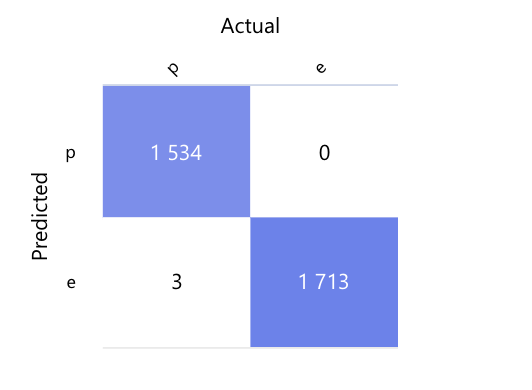 Actual
p e
Predicted
p 1 534 0
e 3 1 713